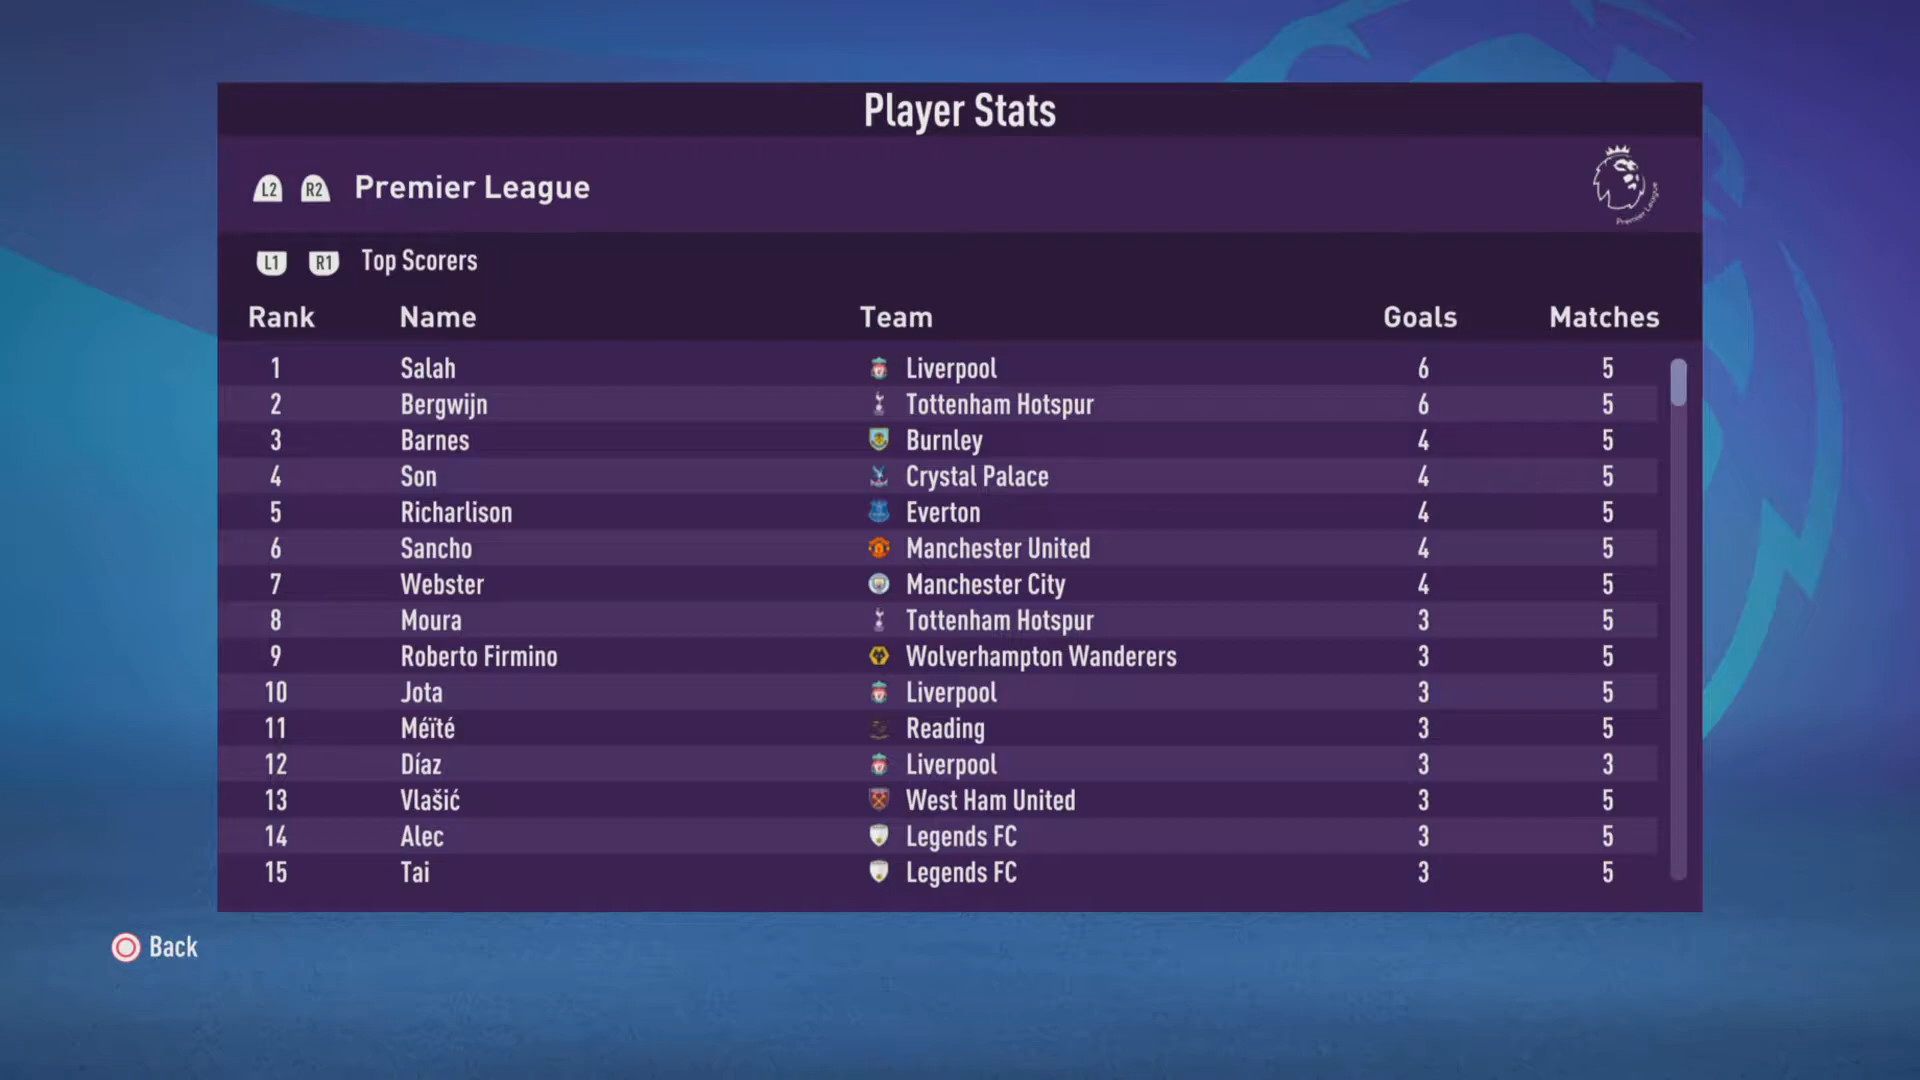 Player Stats
L2 R2 Premier League
Premier League
L1 R1 Top Scorers
Rank Name Team Goals Matches
1 Salah Liverpool 6 5
2 Bergwijn Tottenham Hotspur 6 5
3 Barnes Burnley 4 5
4 Son Crystal Palace 4 5
5 Richarlison Everton 4 5
6 Sancho Manchester United 4 5
7 Webster Manchester City 4 5
8 Moura Tottenham Hotspur 3 5
9 Roberto Firmino Wolverhampton Wanderers 3 5
10 Jota Liverpool 3 5
11 Méïté Reading 3 5
12 Díaz Liverpool 3 3
13 Vlašić West Ham United 3 5
14 Alec Legends FC 3 5
15 Tai Legends FC 3 5
Back